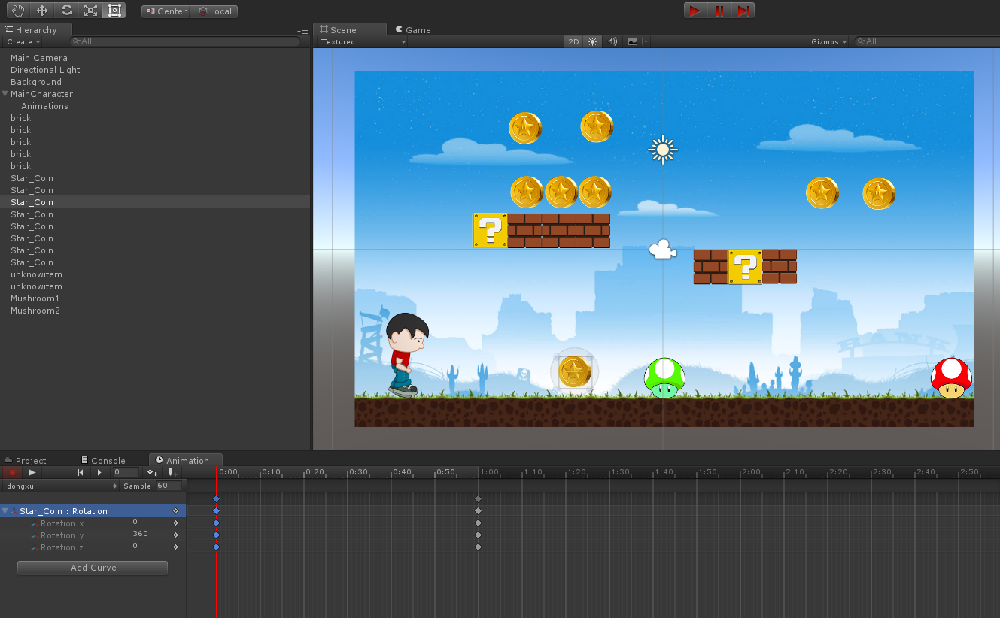 Center Local
Hierarchy
Create All
Main Camera
Directional Light
Background
MainCharacter
Animations
brick
brick
brick
brick
brick
Star_Coin
Star_Coin
Star_Coin
Star_Coin
Star_Coin
Star_Coin
Star_Coin
Star_Coin
unknowitem
unknowitem
Mushroom1
Mushroom2
Scene Game
Textured 2D Gizmos All
?
?
BANK
Project Console Animation
0 0:00 0:10 0:20 0:30 0:40 0:50 1:00 1:10 1:20 1:30 1:40 1:50 2:00 2:10 2:20 2:30 2:40 2:50
dongxu Sample 60
Star_Coin : Rotation
Rotation.x 0
Rotation.y 360
Rotation.z 0
Add Curve